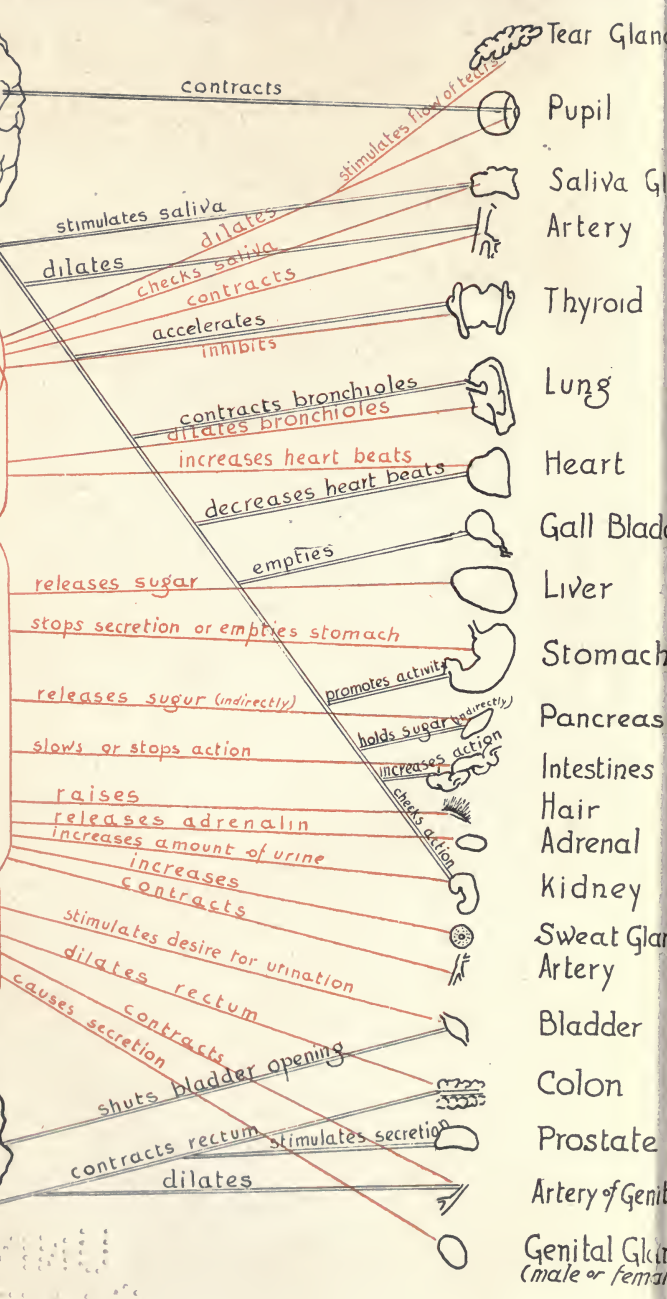 Tear Glan
contracts
stimulates flow of tears
Pupil
Saliva Gl
stimulates saliva
dilates
Artery
dilates
checks saliva
contracts
Thyroid
accelerates
inhibits
Lung
contracts bronchioles
dilates bronchioles
increases heart beats
Heart
decreases heart beats
Gall Bladd
empties
releases sugar
Liver
stops secretion or empties stomach
Stomach
promotes activity
releases sugur (indirectly)
holds sugar (indirectly)
Pancreas
slows or stops action
increases action
Intestines
raises
Hair
releases adrenalin
Adrenal
increases amount of urine
checks action
Kidney
increases
contracts
Sweat Glan
Artery
stimulates desire for urination
dilates rectum
Bladder
contracts
causes secretion
shuts bladder opening
Colon
contracts rectum
stimulates secretion
Prostate
dilates
Artery of Genit
Genital Glan
(male or femal